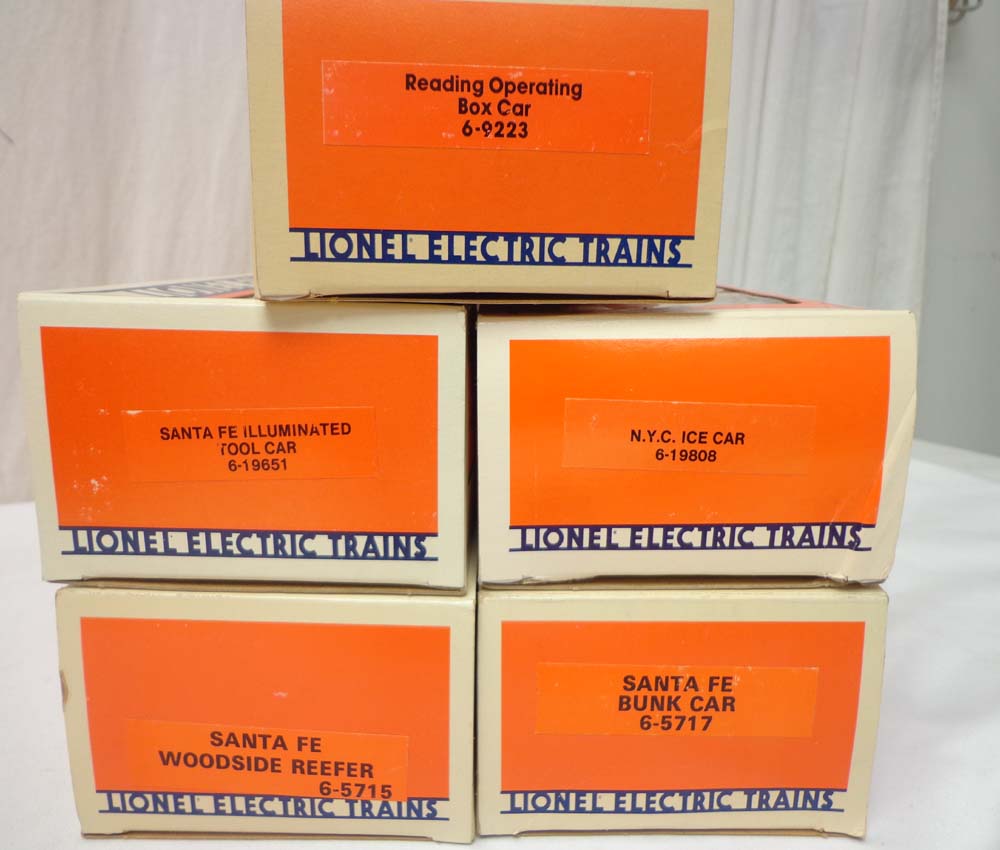 Reading Operating
Box Car
6-9223
LIONEL ELECTRIC TRAINS
SANTA FE ILLUMINATED
TOOL CAR
6-19651
LIONEL ELECTRIC TRAINS
N.Y.C. ICE CAR
6-19808
LIONEL ELECTRIC TRAINS
SANTA FE
WOODSIDE REEFER
6-5715
LIONEL ELECTRIC TRAINS
SANTA FE
BUNK CAR
6-5717
LIONEL ELECTRIC TRAINS